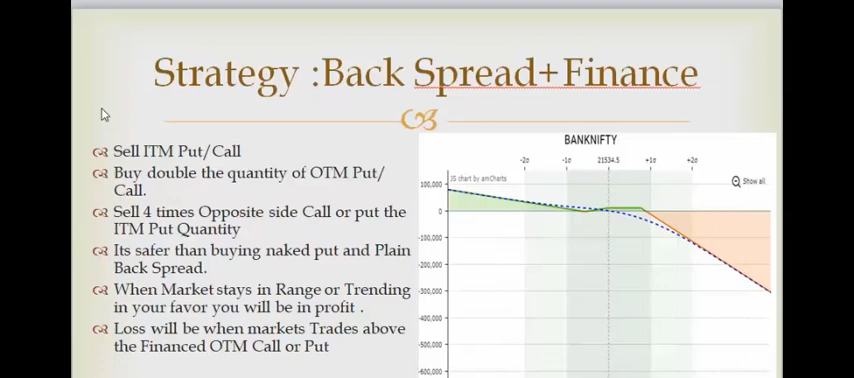 Strategy :Back Spread+Finance
Sell ITM Put/Call
Buy double the quantity of OTM Put/
Call.
Sell 4 times Opposite side Call or put the
ITM Put Quantity
Its safer than buying naked put and Plain
Back Spread.
When Market stays in Range or Trending
in your favor you will be in profit .
Loss will be when markets Trades above
the Financed OTM Call or Put
BANKNIFTY
-2σ -1σ 21534.5 +1σ +2σ
JS chart by amCharts
Show all
100,000
0
-100,000
-200,000
-300,000
-400,000
-500,000
-600,000